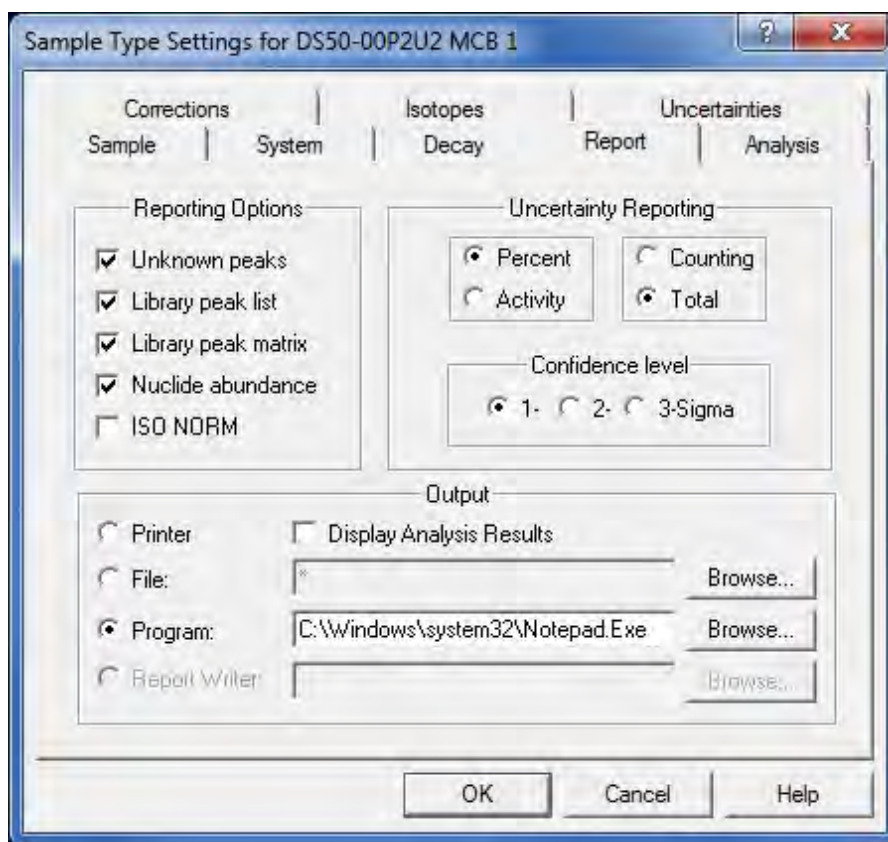 Sample Type Settings for DS50-00P2U2 MCB 1
Corrections Isotopes Uncertainties
Sample System Decay Report Analysis
Reporting Options
Unknown peaks
Library peak list
Library peak matrix
Nuclide abundance
ISO NORM
Uncertainty Reporting
Percent Counting
Activity Total
Confidence level
1- 2- 3-Sigma
Output
Printer Display Analysis Results
File: * Browse...
Program: C:\Windows\system32\Notepad.Exe Browse...
Report Writer: Browse...
OK Cancel Help